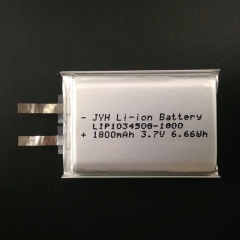 - JYH Li-ion Battery
LIP1034508-1800
+ 1800mAh 3.7V 6.66Wh